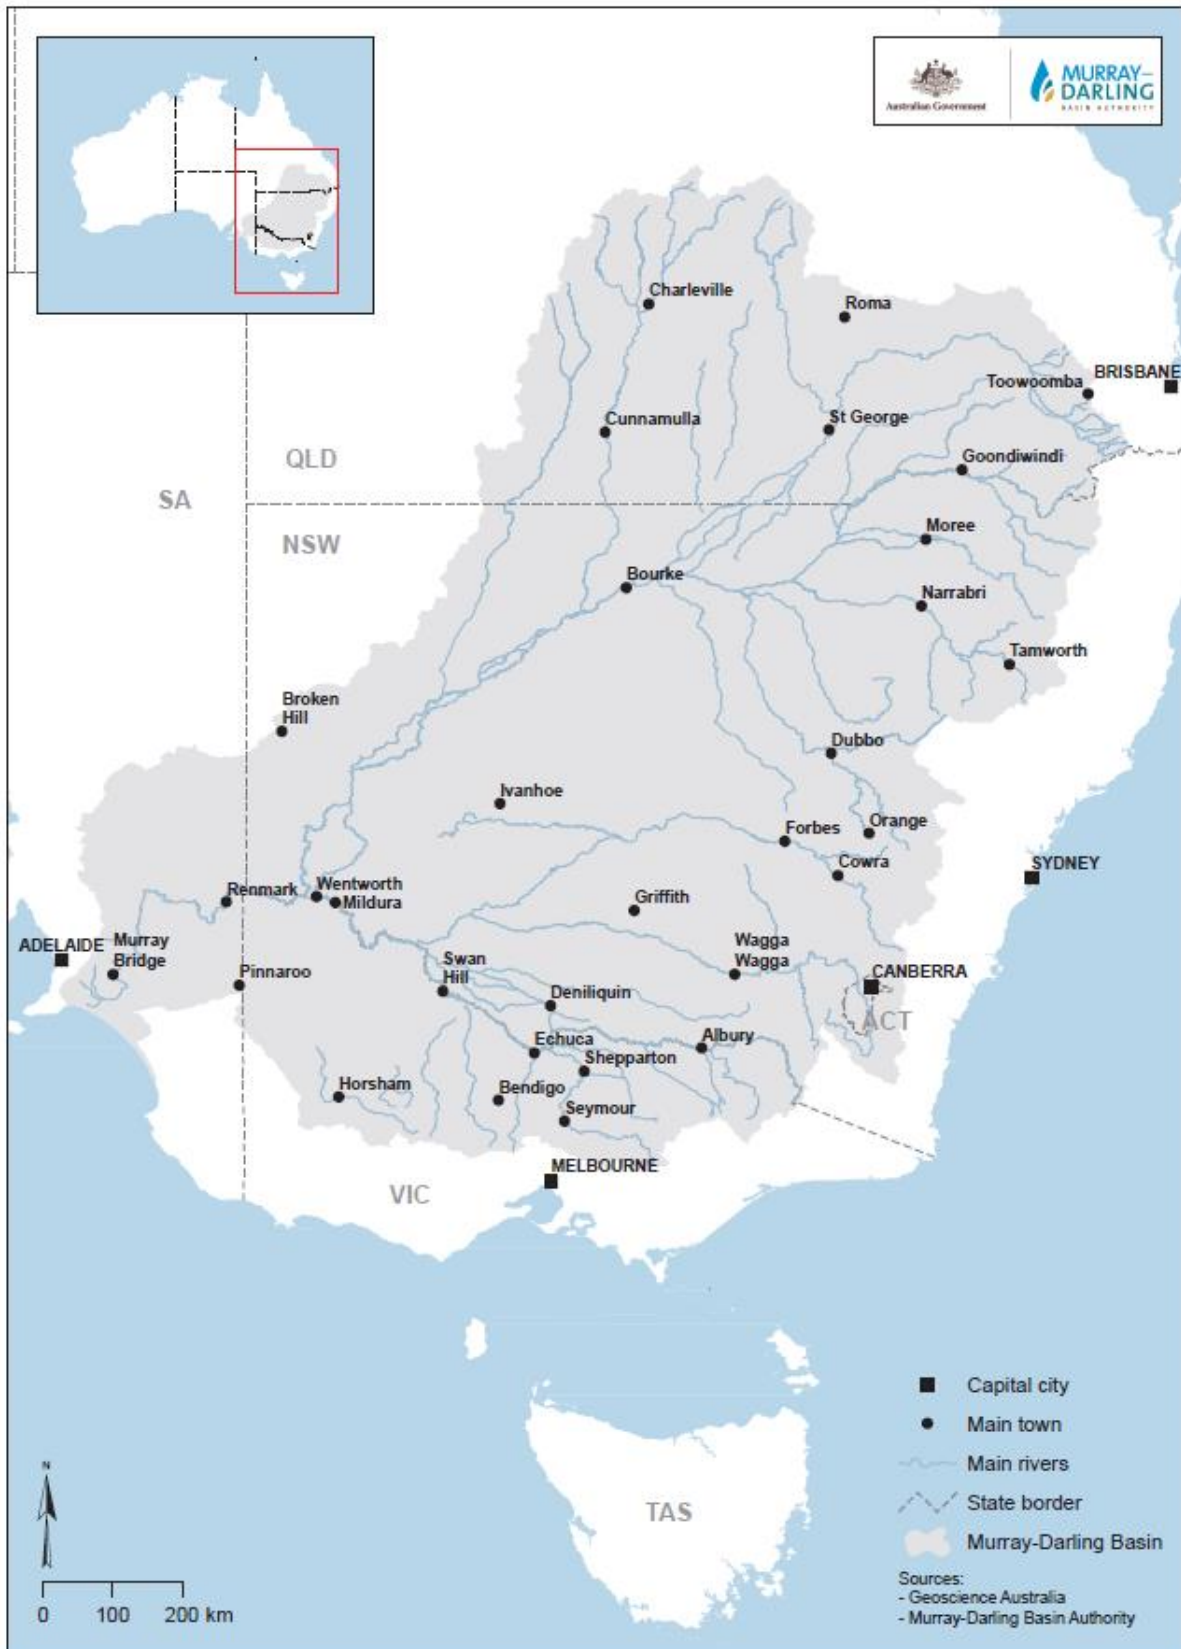 Australian Government
MURRAY–
DARLING
BASIN AUTHORITY
Charleville
Roma
Toowoomba
BRISBANE
Cunnamulla
St George
Goondiwindi
QLD
SA
NSW
Moree
Bourke
Narrabri
Tamworth
Broken
Hill
Dubbo
Ivanhoe
Forbes
Orange
Cowra
SYDNEY
Renmark
Wentworth
Mildura
Griffith
ADELAIDE
Murray
Bridge
Pinnaroo
Swan
Hill
Wagga
Wagga
CANBERRA
ACT
Deniliquin
Echuca
Albury
Shepparton
Horsham
Bendigo
Seymour
MELBOURNE
VIC
TAS
Capital city
Main town
Main rivers
State border
Murray-Darling Basin
Sources:
- Geoscience Australia
- Murray-Darling Basin Authority
N
0 100 200 km